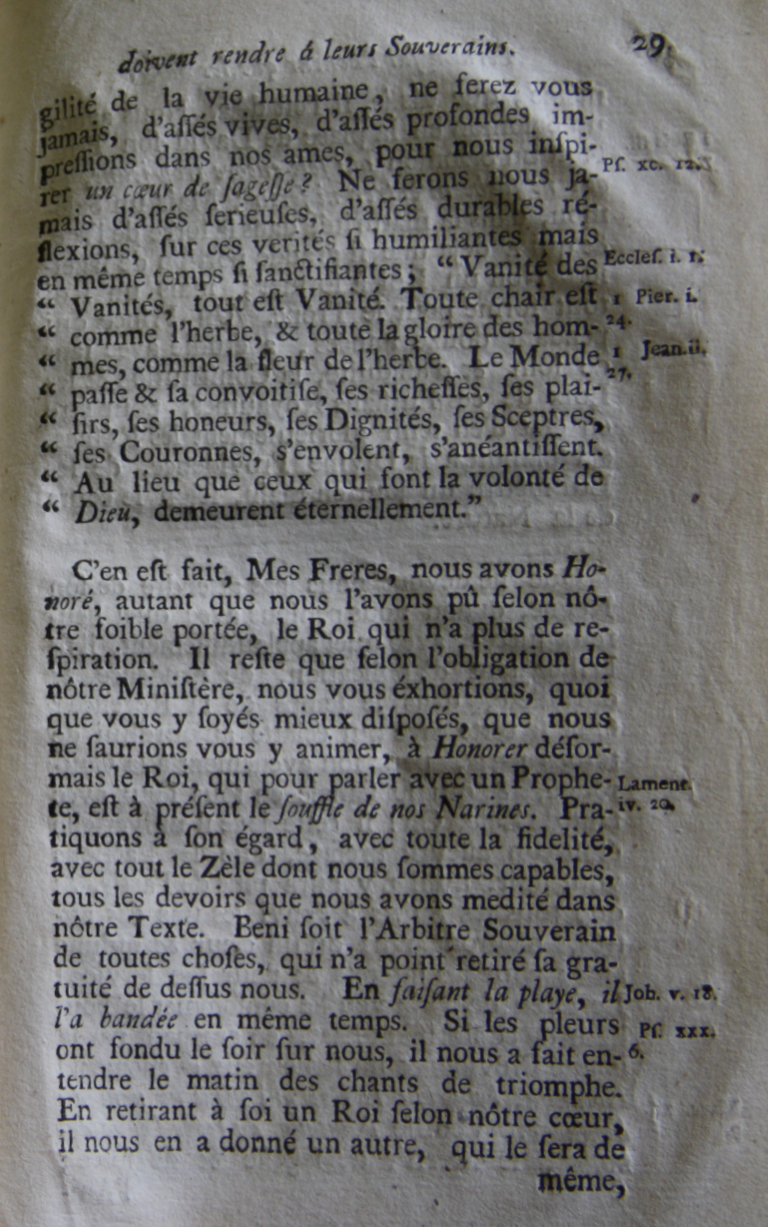 doivent rendre á leurs Souverains. 29.
gilité de la vie humaine, ne ſerez vous
jamais, d'aſſés vives, d'aſſés profondes im-
preſſions dans nos ames, pour nous inſpi-
rer un cœur de ſageſſe? Ne ferons nous ja- Pſ. xc. 12.
mais d'aſſés ſerieuſes, d'aſſés durables ré-
flexions, ſur ces verités ſi humiliantes mais
en même temps ſi ſanctifiantes; “ Vanité des Eccleſ. i. 1.
“ Vanités, tout eſt Vanité. Toute chair eſt 1 Pier. i.
“ comme l'herbe, & toute la gloire des hom- 24.
“ mes, comme la fleur de l'herbe. Le Monde 1 Jean. ii.
“ paſſe & ſa convoitiſe, ſes richeſſes, ſes plai- 27.
“ ſirs, ſes honeurs, ſes Dignités, ſes Sceptres,
“ ſes Couronnes, s'envolent, s'anéantiſſent.
“ Au lieu que ceux qui font la volonté de
“ Dieu, demeurent éternellement.”
C'en eſt fait, Mes Freres, nous avons Ho-
noré, autant que nous l'avons pû ſelon nô-
tre foible portée, le Roi qui n'a plus de re-
ſpiration. Il reſte que ſelon l'obligation de
nôtre Miniſtère, nous vous éxhortions, quoi
que vous y ſoyés mieux diſpoſés, que nous
ne ſaurions vous y animer, à Honorer déſor-
mais le Roi, qui pour parler avec un Prophe- Lament.
te, eſt à préſent le ſouffle de nos Narines. Pra- iv. 20.
tiquons à ſon égard, avec toute la fidelité,
avec tout le Zèle dont nous ſommes capables,
tous les devoirs que nous avons medité dans
nôtre Texte. Beni ſoit l'Arbitre Souverain
de toutes choſes, qui n'a point retiré ſa gra-
tuité de deſſus nous. En faiſant la playe, il Job. v. 18.
l'a bandée en même temps. Si les pleurs Pſ. xxx.
ont fondu le ſoir ſur nous, il nous a fait en- 6.
tendre le matin des chants de triomphe.
En retirant à ſoi un Roi ſelon nôtre cœur,
il nous en a donné un autre, qui le ſera de
même,